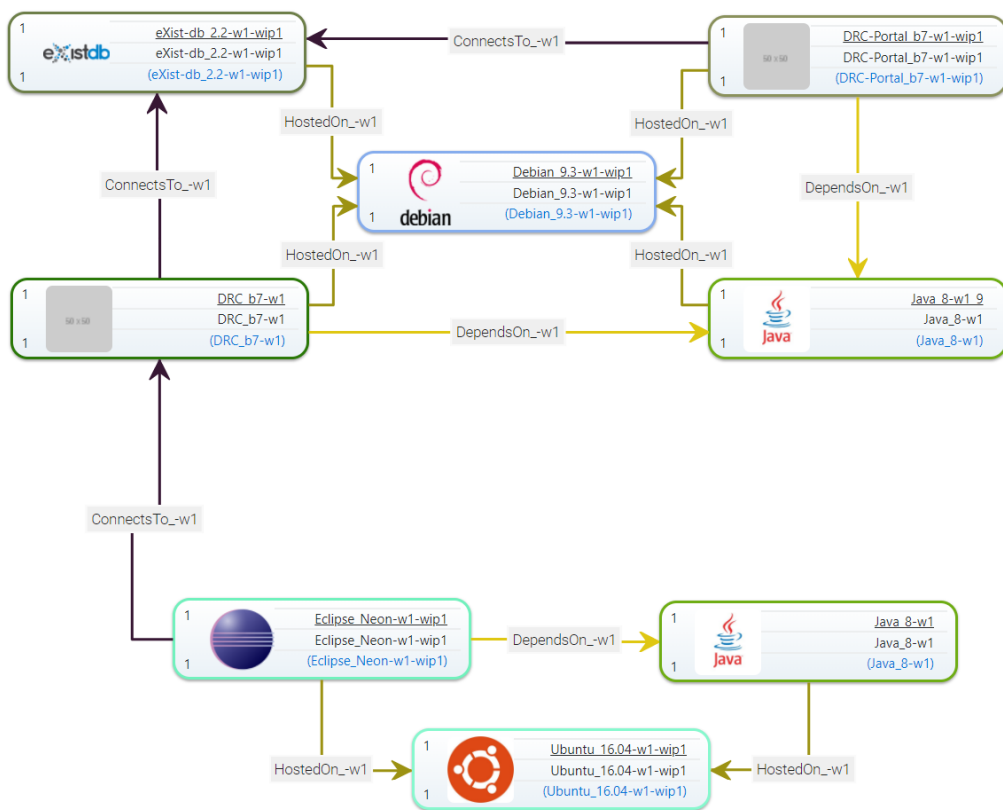 1
eXist-db_2.2-w1-wip1
eXist-db_2.2-w1-wip1
(eXist-db_2.2-w1-wip1)
1
eXistdb
ConnectsTo_-w1
1
DRC-Portal_b7-w1-wip1
DRC-Portal_b7-w1-wip1
(DRC-Portal_b7-w1-wip1)
1
50 x 50
HostedOn_-w1
HostedOn_-w1
1
Debian_9.3-w1-wip1
Debian_9.3-w1-wip1
(Debian_9.3-w1-wip1)
1
debian
ConnectsTo_-w1
DependsOn_-w1
HostedOn_-w1
HostedOn_-w1
1
DRC_b7-w1
DRC_b7-w1
(DRC_b7-w1)
1
50 x 50
DependsOn_-w1
1
Java_8-w1_9
Java_8-w1
(Java_8-w1)
1
Java
ConnectsTo_-w1
1
Eclipse_Neon-w1-wip1
Eclipse_Neon-w1-wip1
(Eclipse_Neon-w1-wip1)
1
DependsOn_-w1
1
Java_8-w1
Java_8-w1
(Java_8-w1)
1
Java
HostedOn_-w1
1
Ubuntu_16.04-w1-wip1
Ubuntu_16.04-w1-wip1
(Ubuntu_16.04-w1-wip1)
1
HostedOn_-w1